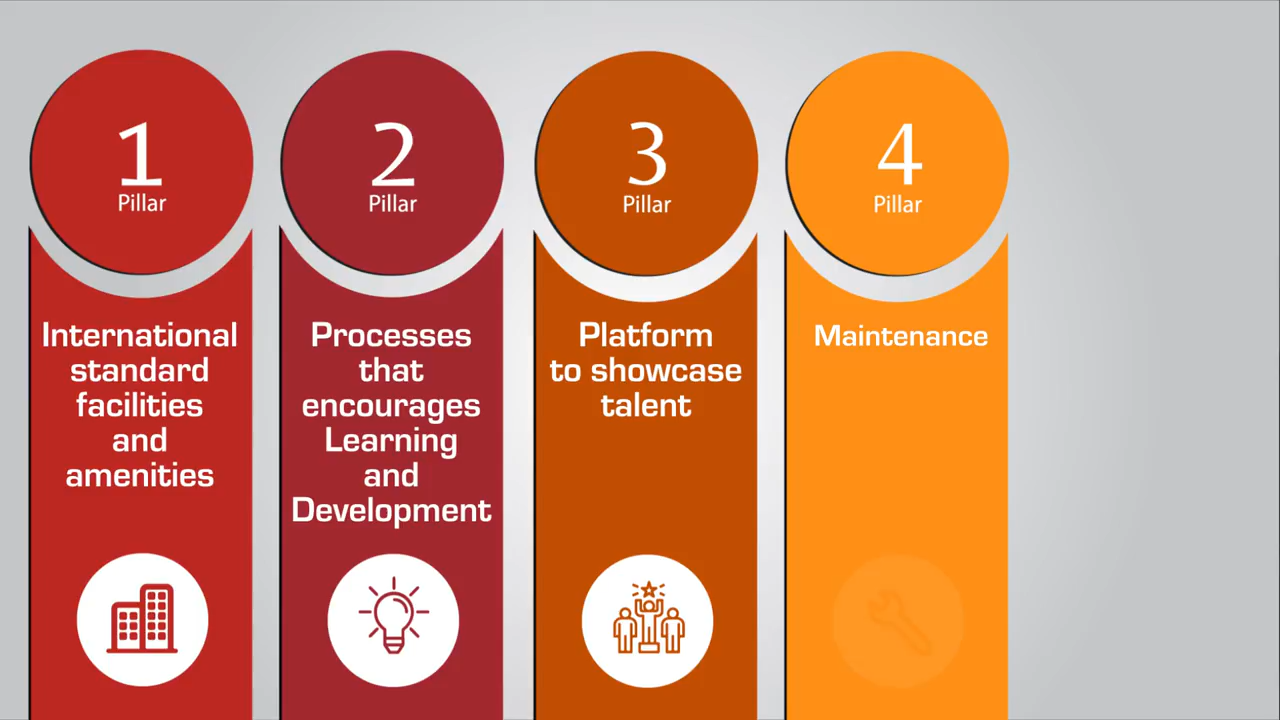 1
Pillar
International
standard
facilities
and
amenities
2
Pillar
Processes
that
encourages
Learning
and
Development
3
Pillar
Platform
to showcase
talent
4
Pillar
Maintenance